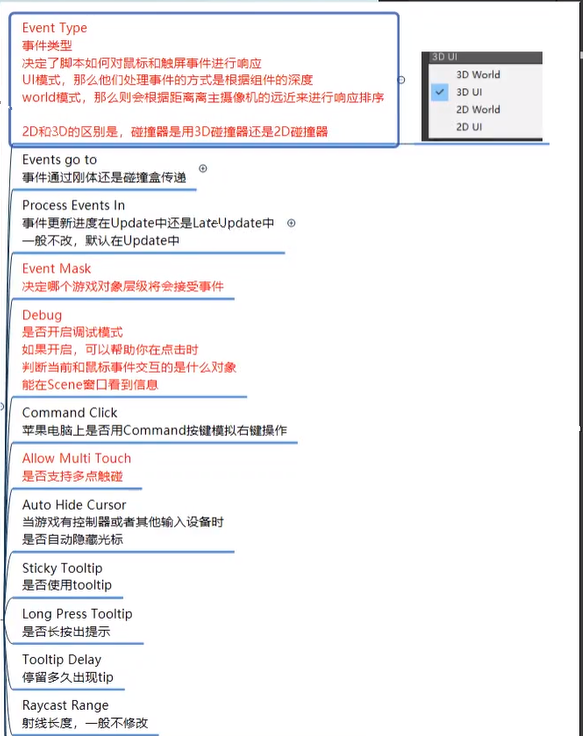 Event Type
事件类型
决定了脚本如何对鼠标和触屏事件进行响应
UI模式，那么他们处理事件的方式是根据组件的深度
world模式，那么则会根据距离离主摄像机的远近来进行响应排序
2D和3D的区别是，碰撞器是用3D碰撞器还是2D碰撞器
3D UI
3D World
3D UI
2D World
2D UI
Events go to
事件通过刚体还是碰撞盒传递
Process Events In
事件更新进度在Update中还是LateUpdate中
一般不改，默认在Update中
Event Mask
决定哪个游戏对象层级将会接受事件
Debug
是否开启调试模式
如果开启，可以帮助你在点击时
判断当前和鼠标事件交互的是什么对象
能在Scene窗口看到信息
Command Click
苹果电脑上是否用Command按键模拟右键操作
Allow Multi Touch
是否支持多点触碰
Auto Hide Cursor
当游戏有控制器或者其他输入设备时
是否自动隐藏光标
Sticky Tooltip
是否使用tooltip
Long Press Tooltip
是否长按出提示
Tooltip Delay
停留多久出现tip
Raycast Range
射线长度，一般不修改